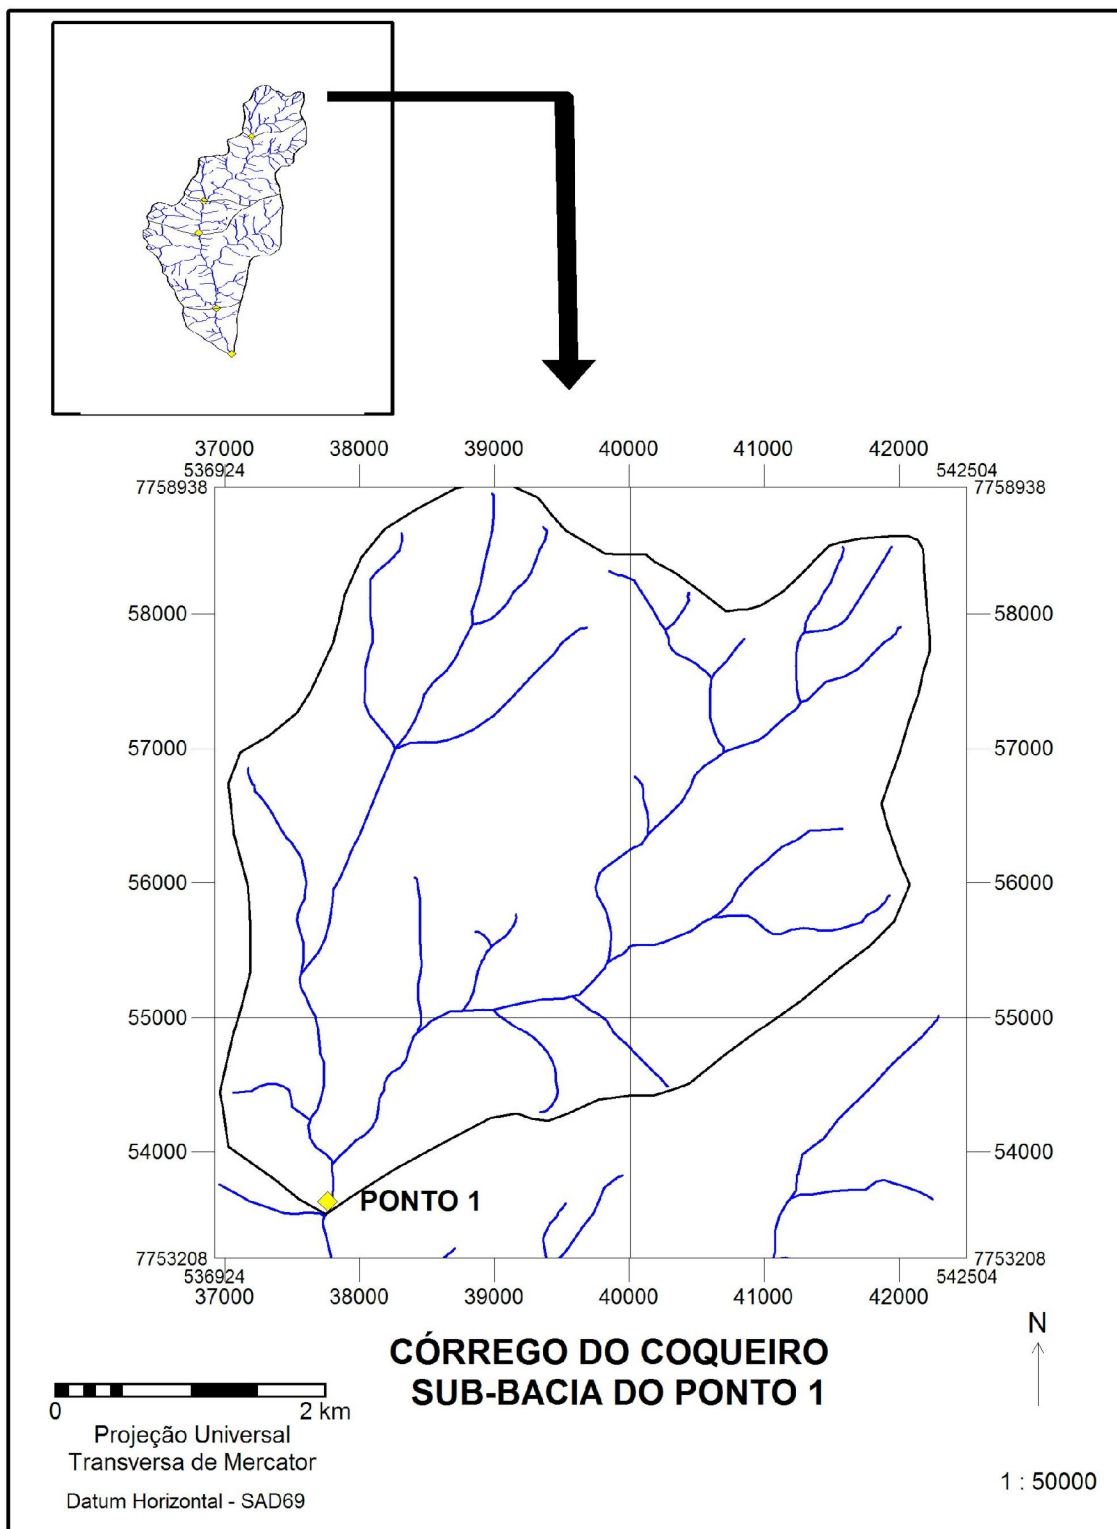 37000 38000 39000 40000 41000 42000
536924 542504
7758938 7758938
58000 58000
57000 57000
56000 56000
55000 55000
54000 54000
PONTO 1
7753208 7753208
536924 542504
37000 38000 39000 40000 41000 42000
N
CÓRREGO DO COQUEIRO
SUB-BACIA DO PONTO 1
0 2 km
Projeção Universal
Transversa de Mercator
1 : 50000
Datum Horizontal - SAD69